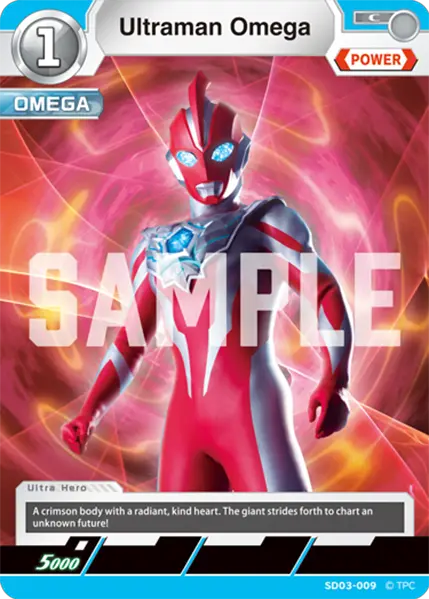 1
Ultraman Omega
C
POWER
OMEGA
SAMPLE
Ultra Hero
A crimson body with a radiant, kind heart. The giant strides forth to chart an
unknown future!
5000
SD03-009 © TPC